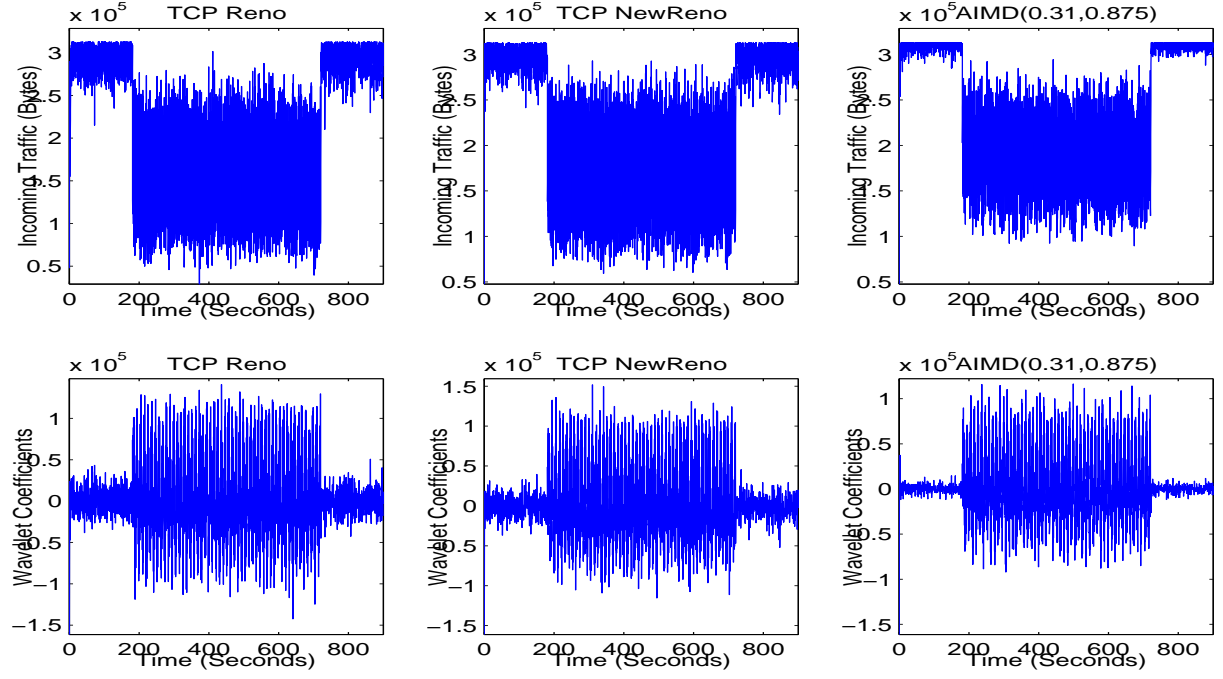 x 10^5 TCP Reno
3
2.5
2
1.5
1
0.5
0 200 400 600 800
Time (Seconds)
Incoming Traffic (Bytes)
x 10^5 TCP NewReno
3
2.5
2
1.5
1
0.5
0 200 400 600 800
Time (Seconds)
Incoming Traffic (Bytes)
x 10^5 AIMD(0.31,0.875)
3
2.5
2
1.5
1
0.5
0 200 400 600 800
Time (Seconds)
Incoming Traffic (Bytes)
x 10^5 TCP Reno
1
0.5
0
−0.5
−1
−1.5
0 200 400 600 800
Time (Seconds)
Wavelet Coefficients
x 10^5 TCP NewReno
1.5
1
0.5
0
−0.5
−1
−1.5
0 200 400 600 800
Time (Seconds)
Wavelet Coefficients
x 10^5 AIMD(0.31,0.875)
1
0.5
0
−0.5
−1
−1.5
0 200 400 600 800
Time (Seconds)
Wavelet Coefficients